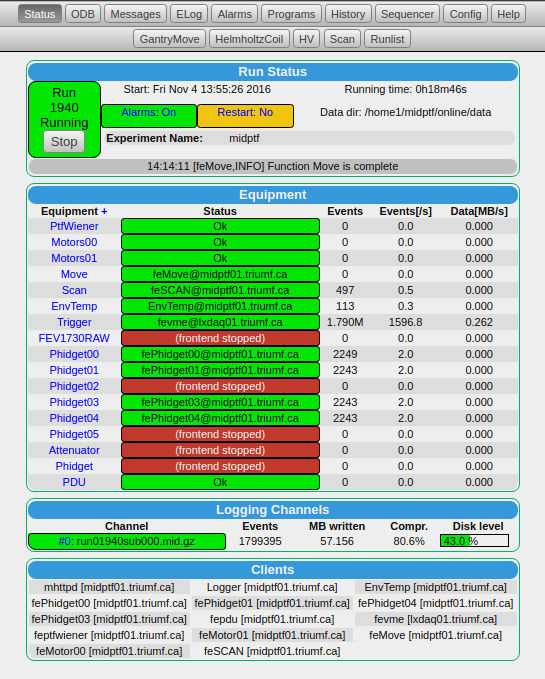 Status ODB Messages ELog Alarms Programs History Sequencer Config Help
GantryMove HelmholtzCoil HV Scan Runlist
Run Status
Run
1940
Running
Stop
Start: Fri Nov 4 13:55:26 2016 Running time: 0h18m46s
Alarms: On Restart: No Data dir: /home1/midptf/online/data
Experiment Name: midptf
14:14:11 [feMove,INFO] Function Move is complete
Equipment
Equipment + Status Events Events[/s] Data[MB/s]
PtfWiener Ok 0 0.0 0.000
Motors00 Ok 0 0.0 0.000
Motors01 Ok 0 0.0 0.000
Move feMove@midptf01.triumf.ca 0 0.0 0.000
Scan feSCAN@midptf01.triumf.ca 497 0.5 0.000
EnvTemp EnvTemp@midptf01.triumf.ca 113 0.3 0.000
Trigger fevme@lxdaq01.triumf.ca 1.790M 1596.8 0.262
FEV1730RAW (frontend stopped) 0 0.0 0.000
Phidget00 fePhidget00@midptf01.triumf.ca 2249 2.0 0.000
Phidget01 fePhidget01@midptf01.triumf.ca 2243 2.0 0.000
Phidget02 (frontend stopped) 0 0.0 0.000
Phidget03 fePhidget03@midptf01.triumf.ca 2243 2.0 0.000
Phidget04 fePhidget04@midptf01.triumf.ca 2243 2.0 0.000
Phidget05 (frontend stopped) 0 0.0 0.000
Attenuator (frontend stopped) 0 0.0 0.000
Phidget (frontend stopped) 0 0.0 0.000
PDU Ok 0 0.0 0.000
Logging Channels
Channel Events MB written Compr. Disk level
#0: run01940sub000.mid.gz 1799395 57.156 80.6% 43.0 %
Clients
mhttpd [midptf01.triumf.ca] Logger [midptf01.triumf.ca] EnvTemp [midptf01.triumf.ca]
fePhidget00 [midptf01.triumf.ca] fePhidget01 [midptf01.triumf.ca] fePhidget04 [midptf01.triumf.ca]
fePhidget03 [midptf01.triumf.ca] fepdu [midptf01.triumf.ca] fevme [lxdaq01.triumf.ca]
feptfwiener [midptf01.triumf.ca] feMotor01 [midptf01.triumf.ca] feMove [midptf01.triumf.ca]
feMotor00 [midptf01.triumf.ca] feSCAN [midptf01.triumf.ca]